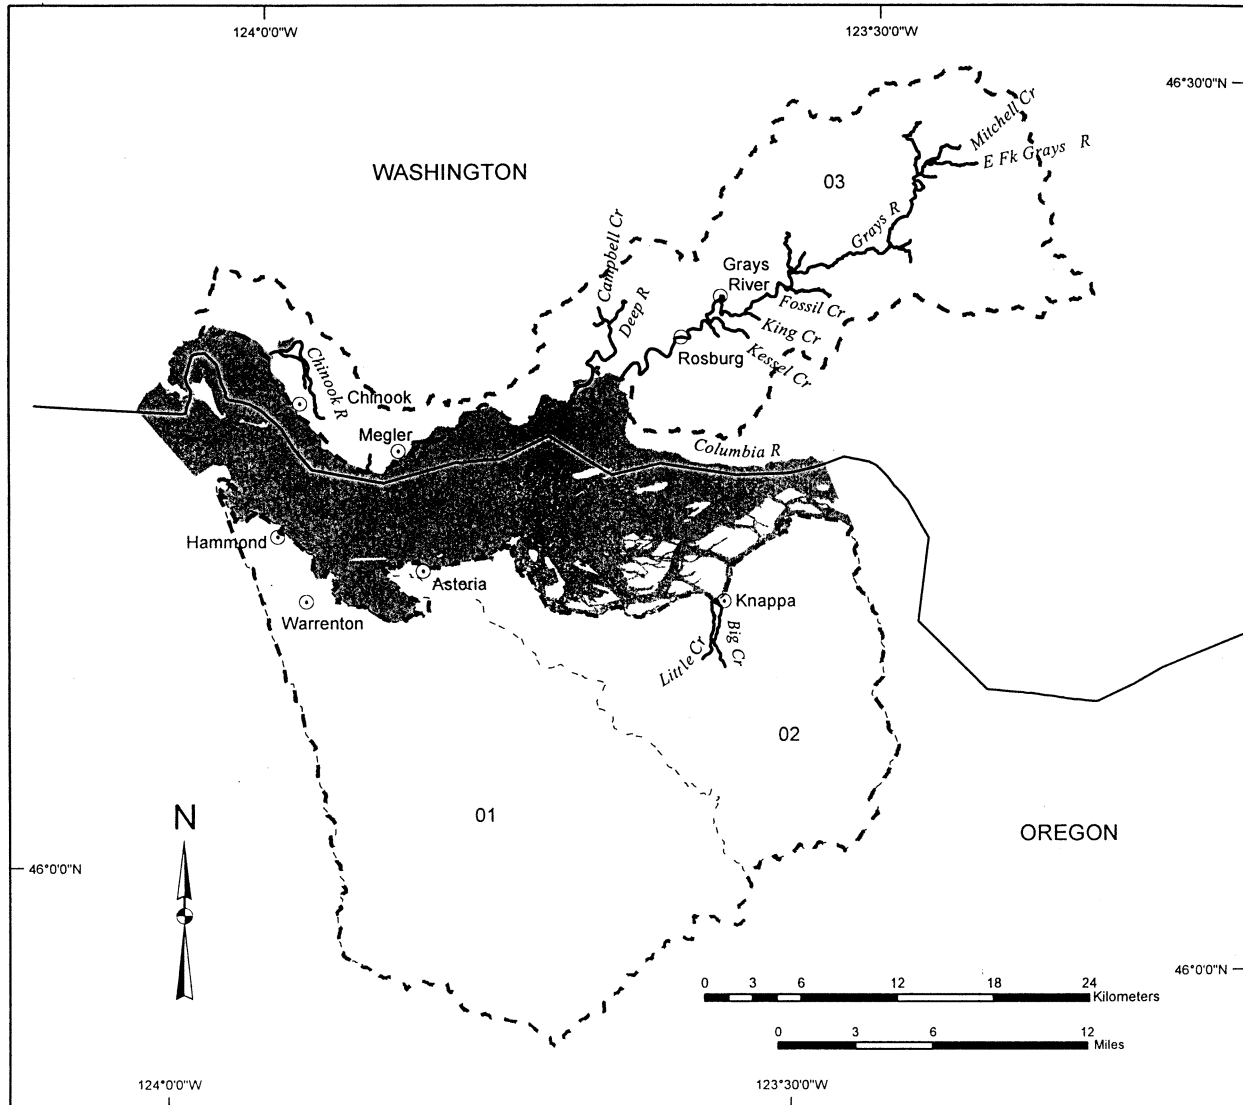 124°0'0"W
123°30'0"W
46°30'0"N
WASHINGTON
Mitchell Cr
E Fk Grays R
03
Grays R
Campbell Cr
Deep R
Grays
River
Fossil Cr
King Cr
Kessel Cr
Rosburg
Chinook R
Chinook
Megler
Columbia R
Hammond
Astoria
Warrenton
Knappa
Big Cr
Little Cr
02
01
OREGON
N
46°0'0"N
46°0'0"N
0 3 6 12 18 24
Kilometers
0 3 6 12
Miles
124°0'0"W
123°30'0"W